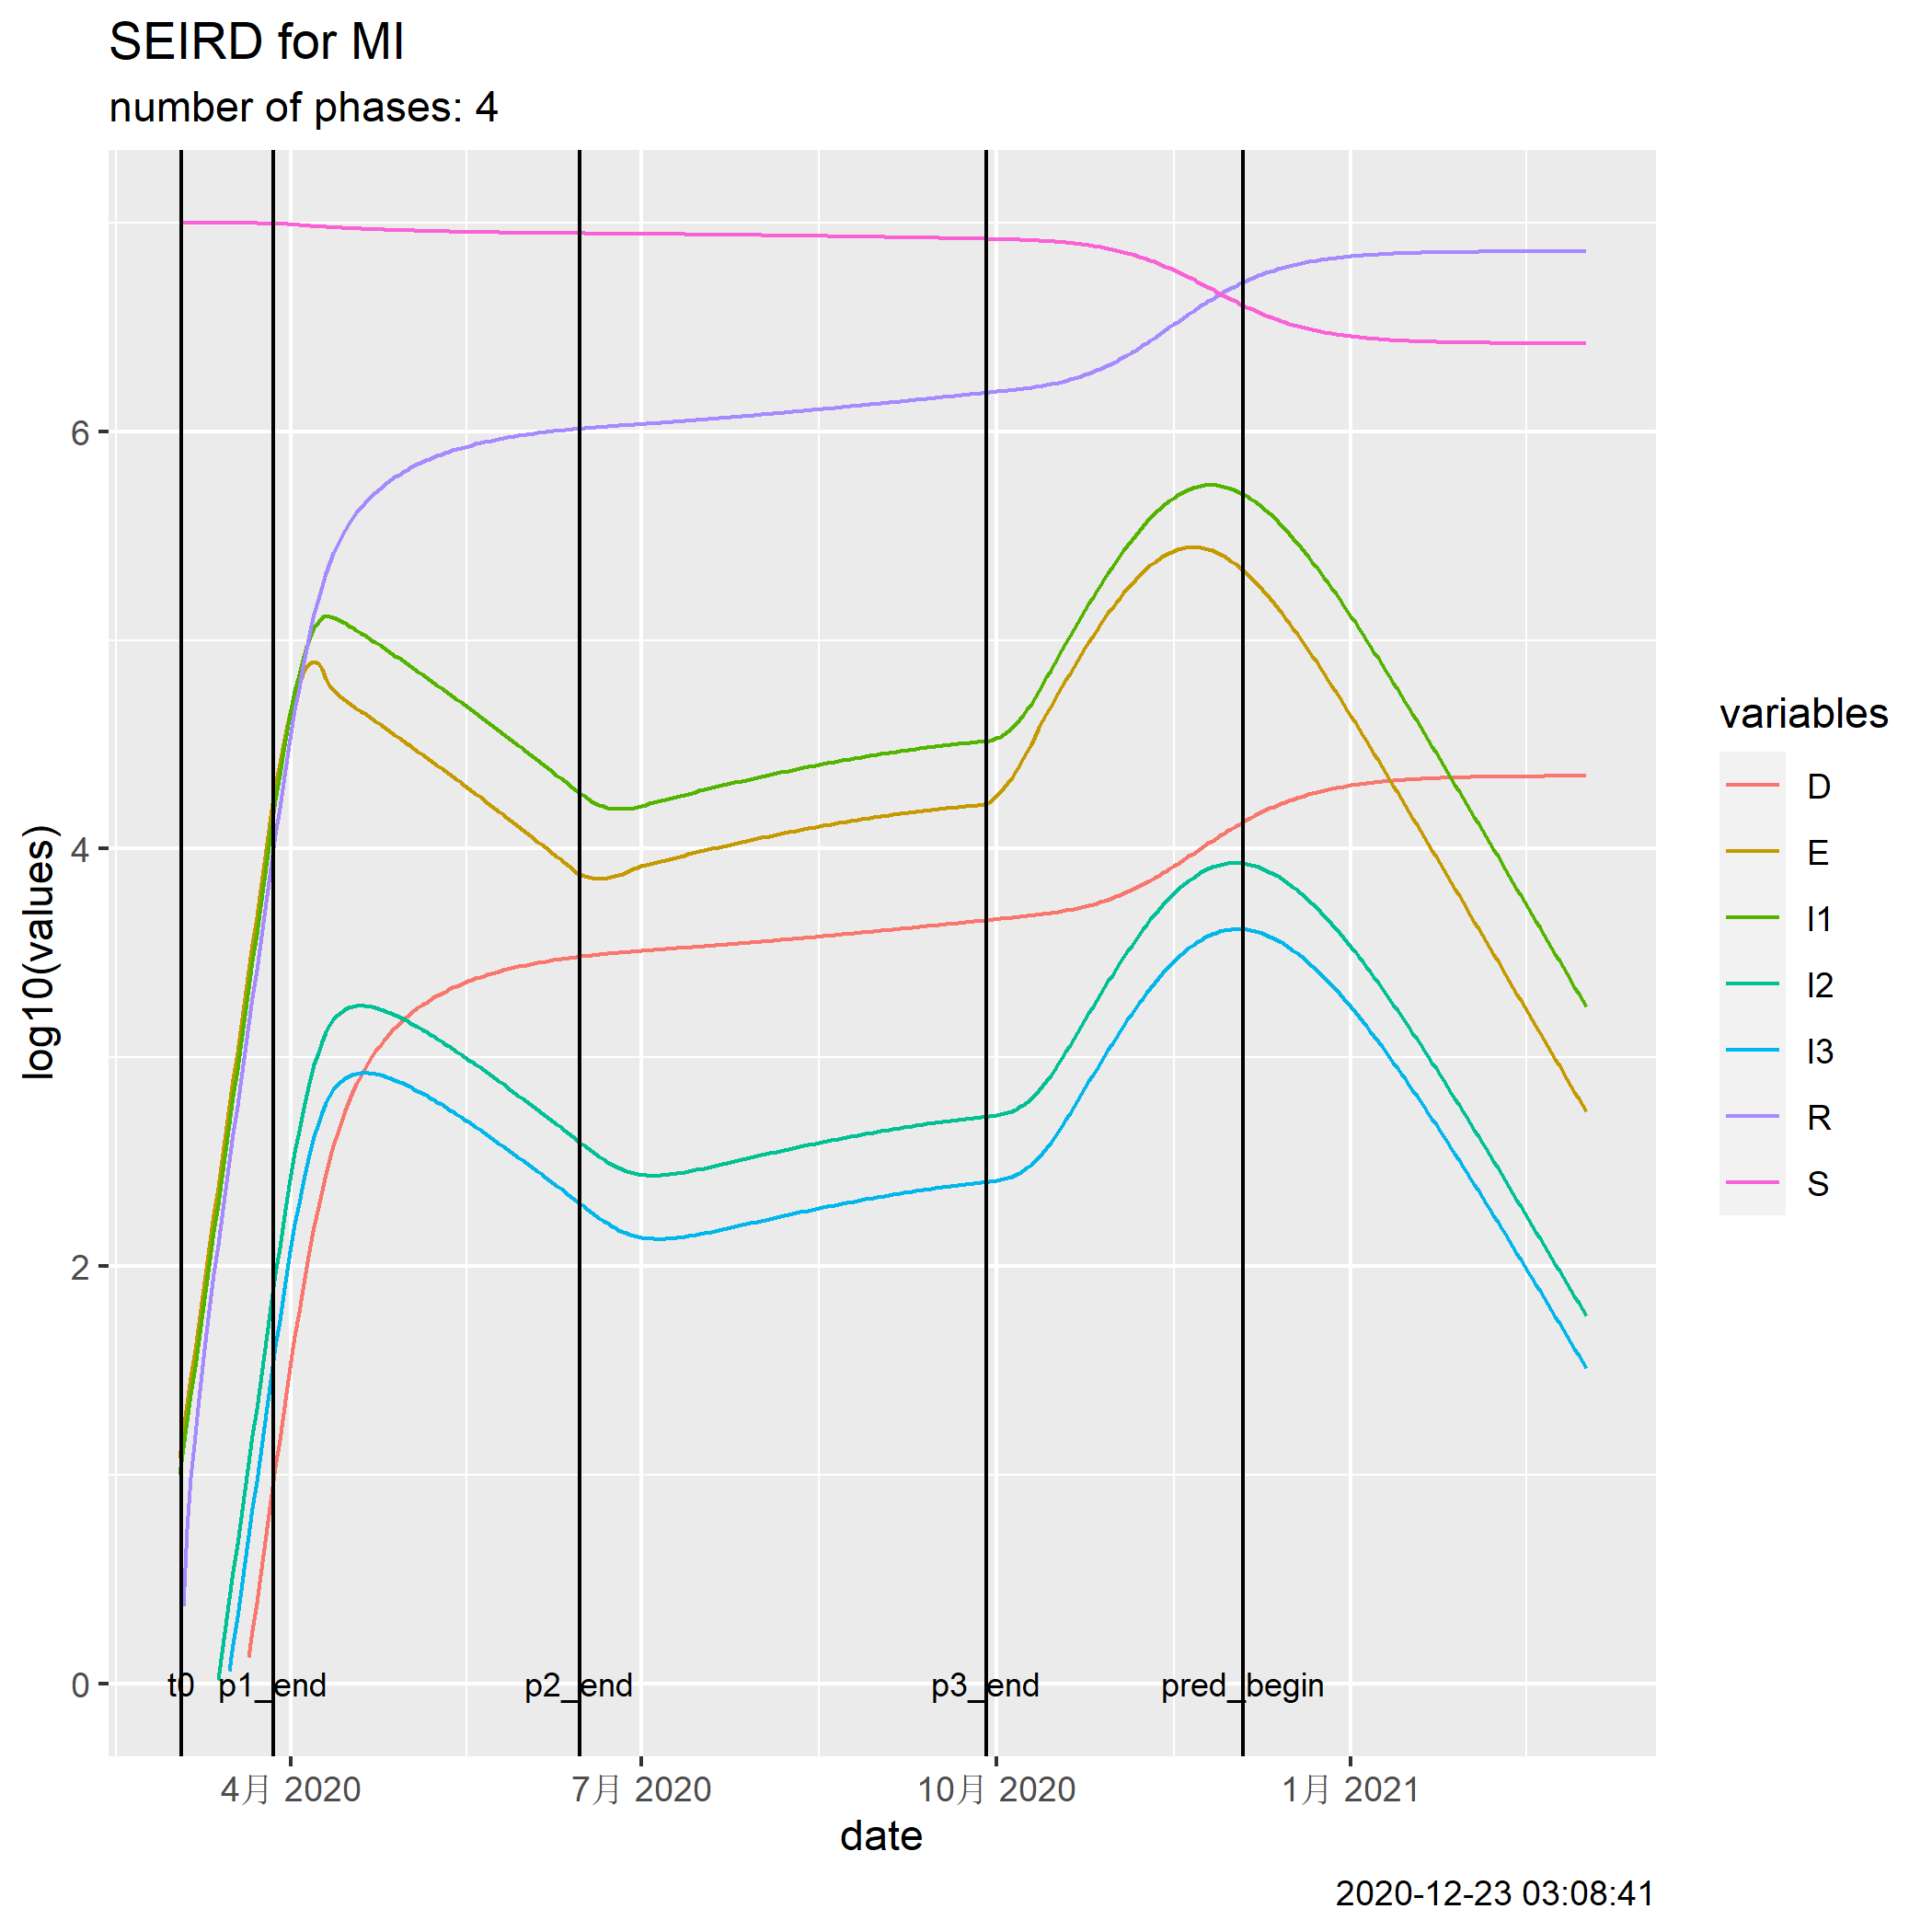 SEIRD for MI
number of phases: 4
log10(values)
6
4
2
0
t0 p1_end p2_end p3_end pred_begin
4月 2020 7月 2020 10月 2020 1月 2021
date
variables
D
E
I1
I2
I3
R
S
2020-12-23 03:08:41